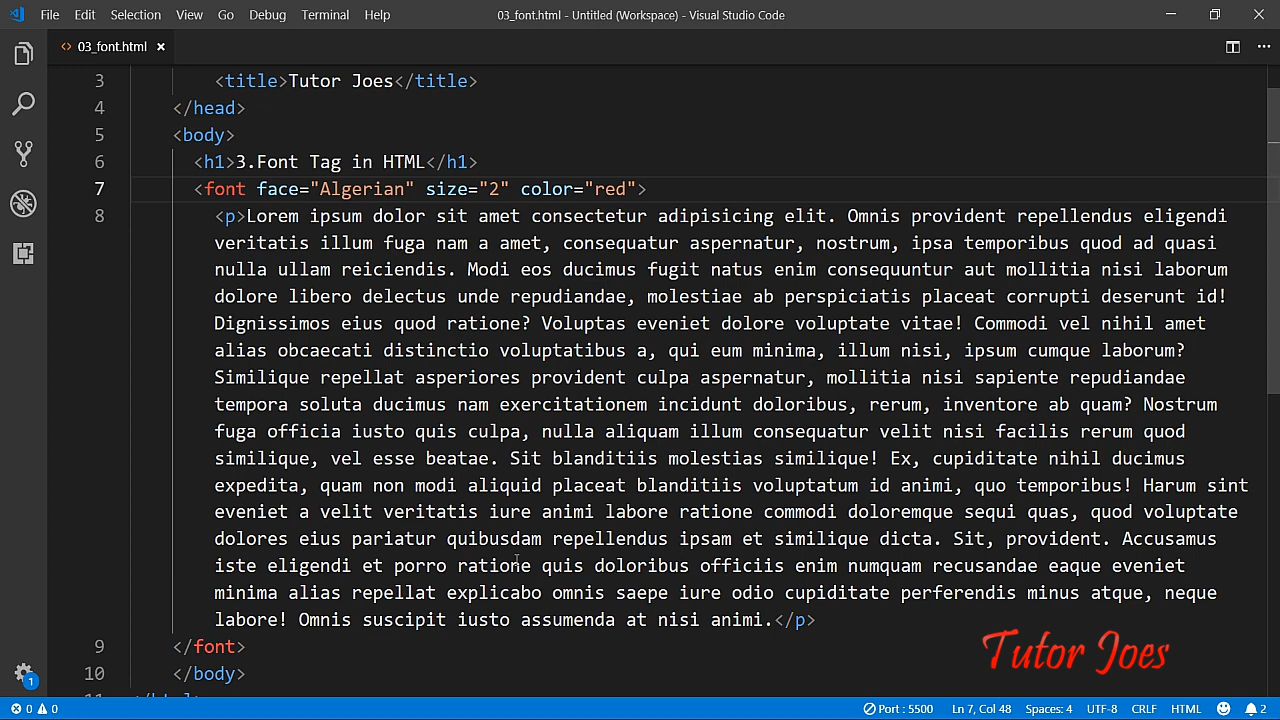 File Edit Selection View Go Debug Terminal Help 03_font.html - Untitled (Workspace) - Visual Studio Code
<> 03_font.html ×
3 <title>Tutor Joes</title>
4 </head>
5 <body>
6 <h1>3.Font Tag in HTML</h1>
7 <font face="Algerian" size="2" color="red">
8 <p>Lorem ipsum dolor sit amet consectetur adipisicing elit. Omnis provident repellendus eligendi
veritatis illum fuga nam a amet, consequatur aspernatur, nostrum, ipsa temporibus quod ad quasi
nulla ullam reiciendis. Modi eos ducimus fugit natus enim consequuntur aut mollitia nisi laborum
dolore libero delectus unde repudiandae, molestiae ab perspiciatis placeat corrupti deserunt id!
Dignissimos eius quod ratione? Voluptas eveniet dolore voluptate vitae! Commodi vel nihil amet
alias obcaecati distinctio voluptatibus a, qui eum minima, illum nisi, ipsum cumque laborum?
Similique repellat asperiores provident culpa aspernatur, mollitia nisi sapiente repudiandae
tempora soluta ducimus nam exercitationem incidunt doloribus, rerum, inventore ab quam? Nostrum
fuga officia iusto quis culpa, nulla aliquam illum consequatur velit nisi facilis rerum quod
similique, vel esse beatae. Sit blanditiis molestias similique! Ex, cupiditate nihil ducimus
expedita, quam non modi aliquid placeat blanditiis voluptatum id animi, quo temporibus! Harum sint
eveniet a velit veritatis iure animi labore ratione commodi doloremque sequi quas, quod voluptate
dolores eius pariatur quibusdam repellendus ipsam et similique dicta. Sit, provident. Accusamus
iste eligendi et porro ratione quis doloribus officiis enim numquam recusandae eaque eveniet
minima alias repellat explicabo omnis saepe iure odio cupiditate perferendis minus atque, neque
labore! Omnis suscipit iusto assumenda at nisi animi.</p>
9 </font>
10 </body>
Tutor Joes
1
0 0 Port : 5500 Ln 7, Col 48 Spaces: 4 UTF-8 CRLF HTML 2